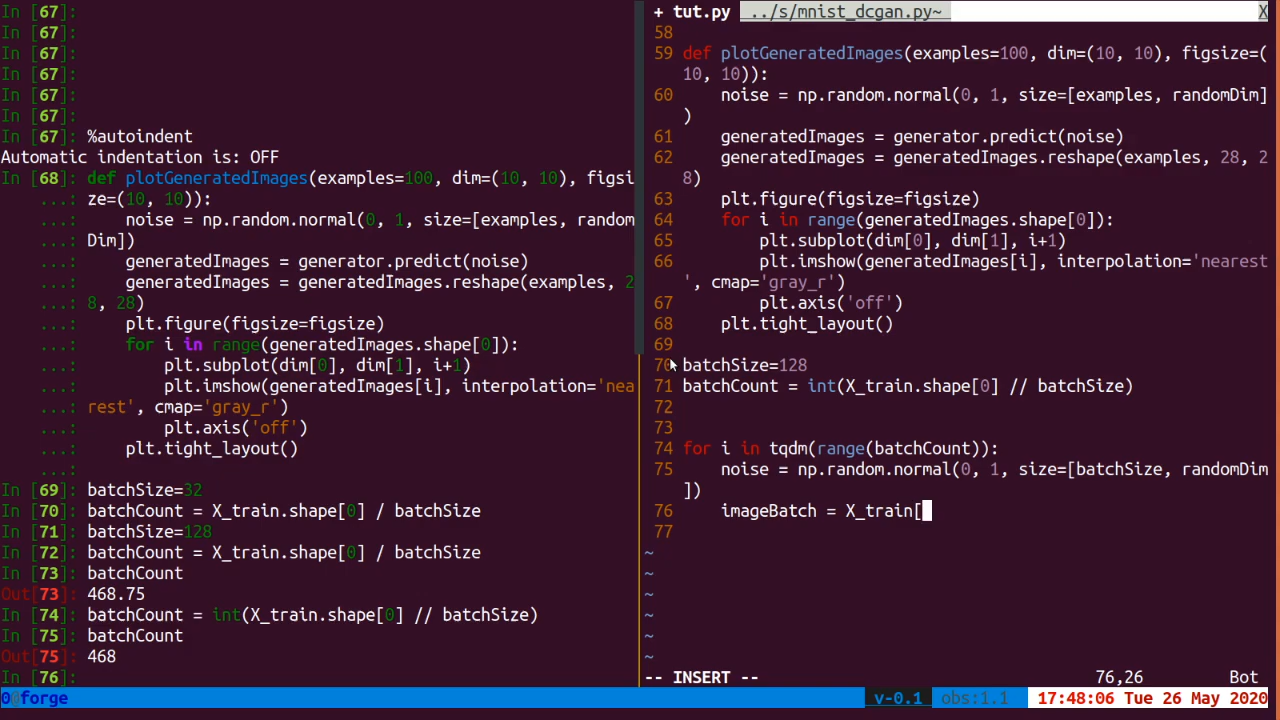 In [67]:
In [67]:
In [67]:
In [67]:
In [67]:
In [67]:
In [67]: %autoindent
Automatic indentation is: OFF
In [68]: def plotGeneratedImages(examples=100, dim=(10, 10), figsi
...: ze=(10, 10)):
...:     noise = np.random.normal(0, 1, size=[examples, random
...: Dim])
...:     generatedImages = generator.predict(noise)
...:     generatedImages = generatedImages.reshape(examples, 2
...: 8, 28)
...:     plt.figure(figsize=figsize)
...:     for i in range(generatedImages.shape[0]):
...:         plt.subplot(dim[0], dim[1], i+1)
...:         plt.imshow(generatedImages[i], interpolation='nea
...: rest', cmap='gray_r')
...:         plt.axis('off')
...:     plt.tight_layout()
...:
In [69]: batchSize=32
In [70]: batchCount = X_train.shape[0] / batchSize
In [71]: batchSize=128
In [72]: batchCount = X_train.shape[0] / batchSize
In [73]: batchCount
Out[73]: 468.75
In [74]: batchCount = int(X_train.shape[0] // batchSize)
In [75]: batchCount
Out[75]: 468
In [76]:
+ tut.py  ../s/mnist_dcgan.py~ X
58
59 def plotGeneratedImages(examples=100, dim=(10, 10), figsize=(
10, 10)):
60     noise = np.random.normal(0, 1, size=[examples, randomDim]
)
61     generatedImages = generator.predict(noise)
62     generatedImages = generatedImages.reshape(examples, 28, 2
8)
63     plt.figure(figsize=figsize)
64     for i in range(generatedImages.shape[0]):
65         plt.subplot(dim[0], dim[1], i+1)
66         plt.imshow(generatedImages[i], interpolation='nearest
', cmap='gray_r')
67         plt.axis('off')
68     plt.tight_layout()
69
70 batchSize=128
71 batchCount = int(X_train.shape[0] // batchSize)
72
73
74 for i in tqdm(range(batchCount)):
75     noise = np.random.normal(0, 1, size=[batchSize, randomDim
])
76     imageBatch = X_train[
77
~
~
~
~
~
~
-- INSERT -- 76,26 Bot
0@forge v-0.1 obs:1.1 17:48:06 Tue 26 May 2020